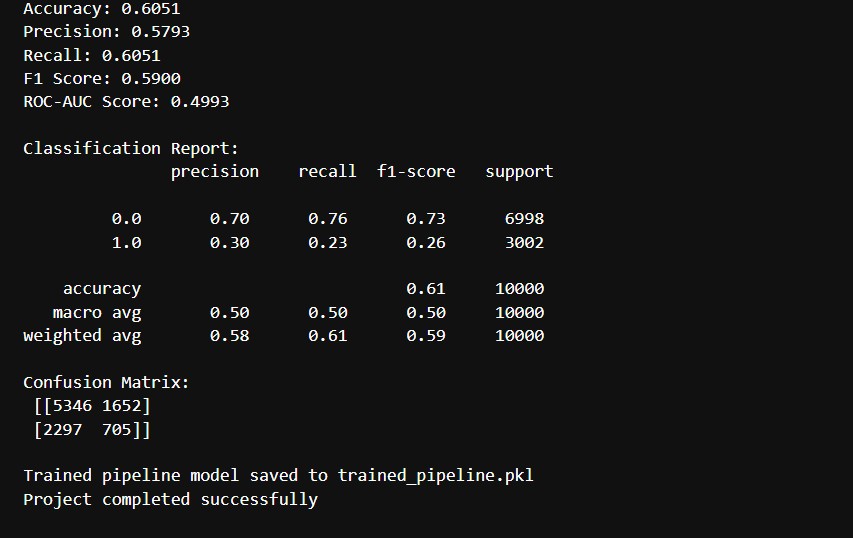 Accuracy: 0.6051
Precision: 0.5793
Recall: 0.6051
F1 Score: 0.5900
ROC-AUC Score: 0.4993
Classification Report:
precision recall f1-score support
0.0 0.70 0.76 0.73 6998
1.0 0.30 0.23 0.26 3002
accuracy 0.61 10000
macro avg 0.50 0.50 0.50 10000
weighted avg 0.58 0.61 0.59 10000
Confusion Matrix:
[[5346 1652]
[2297 705]]
Trained pipeline model saved to trained_pipeline.pkl
Project completed successfully